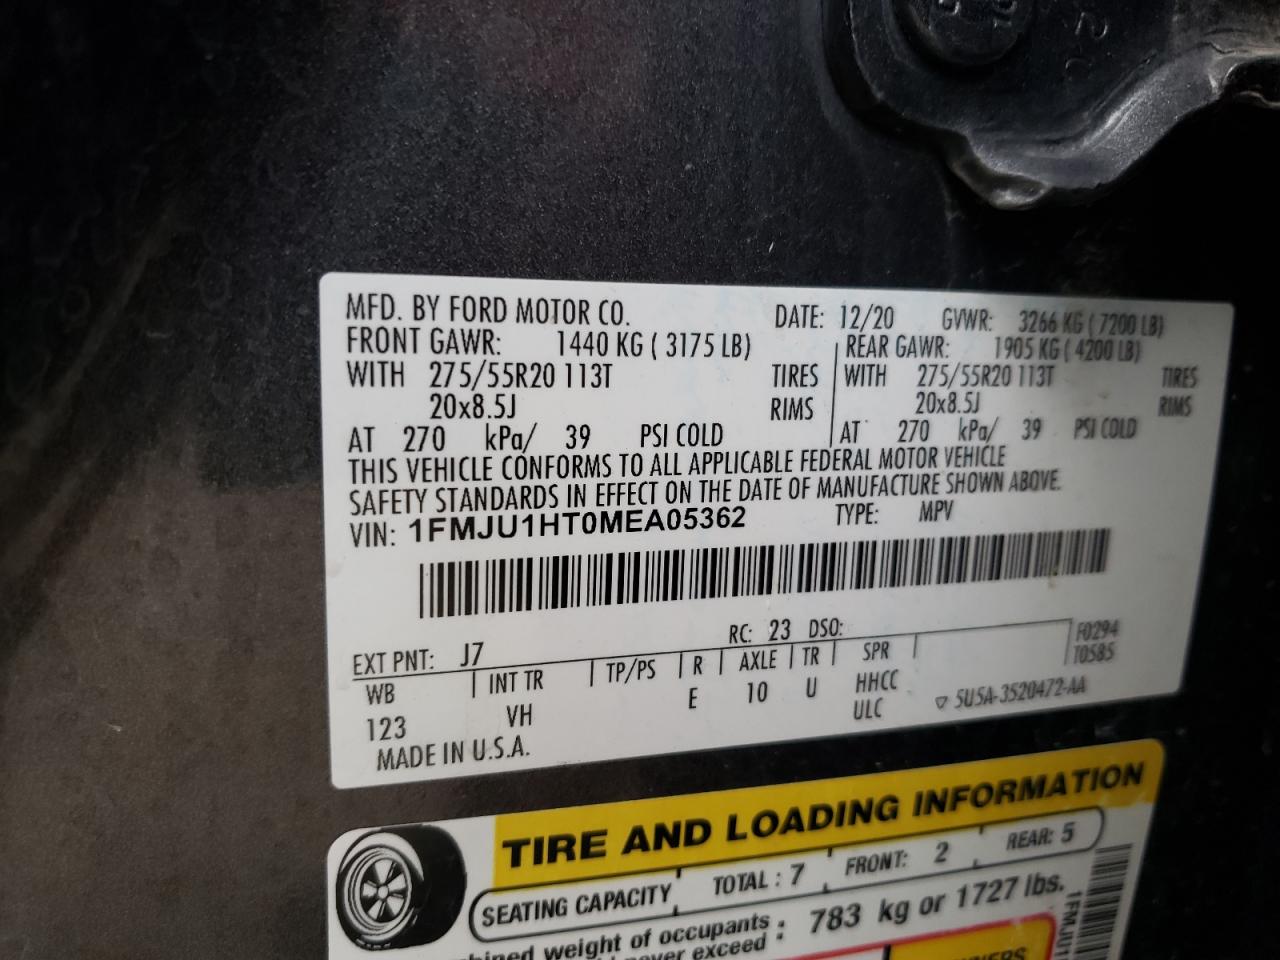 MFD. BY FORD MOTOR CO. DATE: 12/20 GVWR: 3266 KG (7200 LB)
FRONT GAWR: 1440 KG (3175 LB) REAR GAWR: 1905 KG (4200 LB)
WITH 275/55R20 113T TIRES WITH 275/55R20 113T TIRES
20x8.5J RIMS 20x8.5J RIMS
AT 270 kPa/ 39 PSI COLD AT 270 kPa/ 39 PSI COLD
THIS VEHICLE CONFORMS TO ALL APPLICABLE FEDERAL MOTOR VEHICLE
SAFETY STANDARDS IN EFFECT ON THE DATE OF MANUFACTURE SHOWN ABOVE.
VIN: 1FMJU1HT0MEA05362 TYPE: MPV
EXT PNT: J7 RC: 23 DSO: F0294
WB INT TR TP/PS R AXLE TR SPR T0585
123 VH E 10 U HHCC
ULC ▽ 5U5A-3520472-AA
MADE IN U.S.A.
TIRE AND LOADING INFORMATION
SEATING CAPACITY TOTAL : 7 FRONT: 2 REAR: 5
weight of occupants : 783 kg or 1727 lbs.
never exceed
1FMJU1